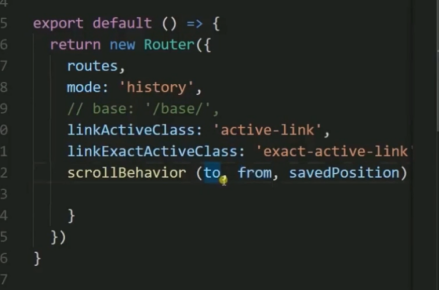 4
5 export default () => {
6 return new Router({
7 routes,
8 mode: 'history',
9 // base: '/base/',
0 linkActiveClass: 'active-link',
1 linkExactActiveClass: 'exact-active-link'
2 scrollBehavior (to, from, savedPosition)
3
4 }
5 })
6 }
7